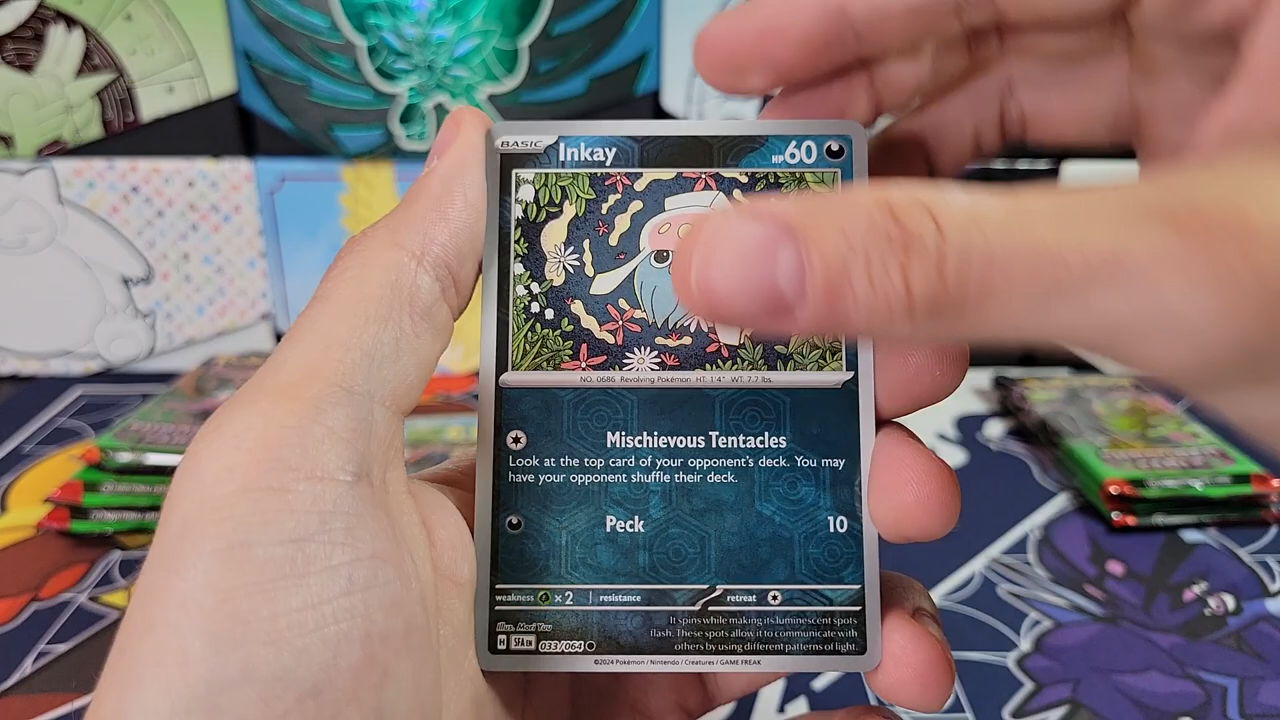 BASIC Inkay HP 60
NO. 0686 Revolving Pokémon HT: 1'4" WT: 7.7 lbs.
Mischievous Tentacles
Look at the top card of your opponent's deck. You may
have your opponent shuffle their deck.
Peck 10
weakness ×2 resistance retreat
It spins while making its luminescent spots
flash. These spots allow it to communicate with
others by using different patterns of light.
Illus. Mori Yuu
H SFA EN 033/064
©2024 Pokémon / Nintendo / Creatures / GAME FREAK